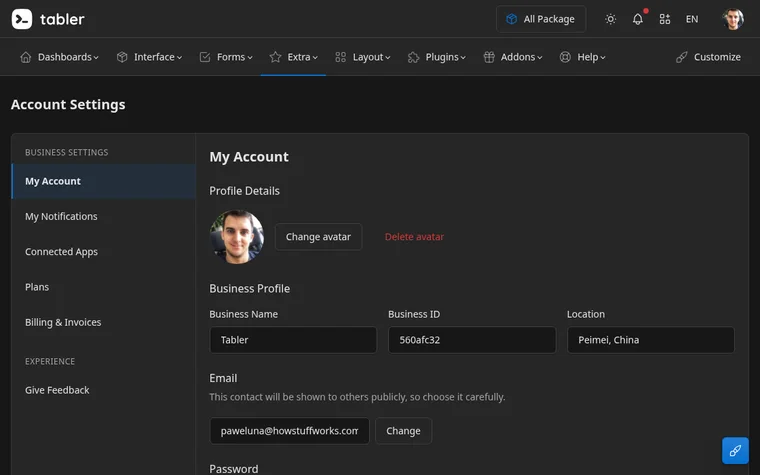 tabler
All Package
EN
Dashboards
Interface
Forms
Extra
Layout
Plugins
Addons
Help
Customize
Account Settings
BUSINESS SETTINGS
My Account
My Notifications
Connected Apps
Plans
Billing & Invoices
EXPERIENCE
Give Feedback
My Account
Profile Details
Change avatar
Delete avatar
Business Profile
Business Name
Business ID
Location
Tabler
560afc32
Peimei, China
Email
This contact will be shown to others publicly, so choose it carefully.
paweluna@howstuffworks.com
Change
Password